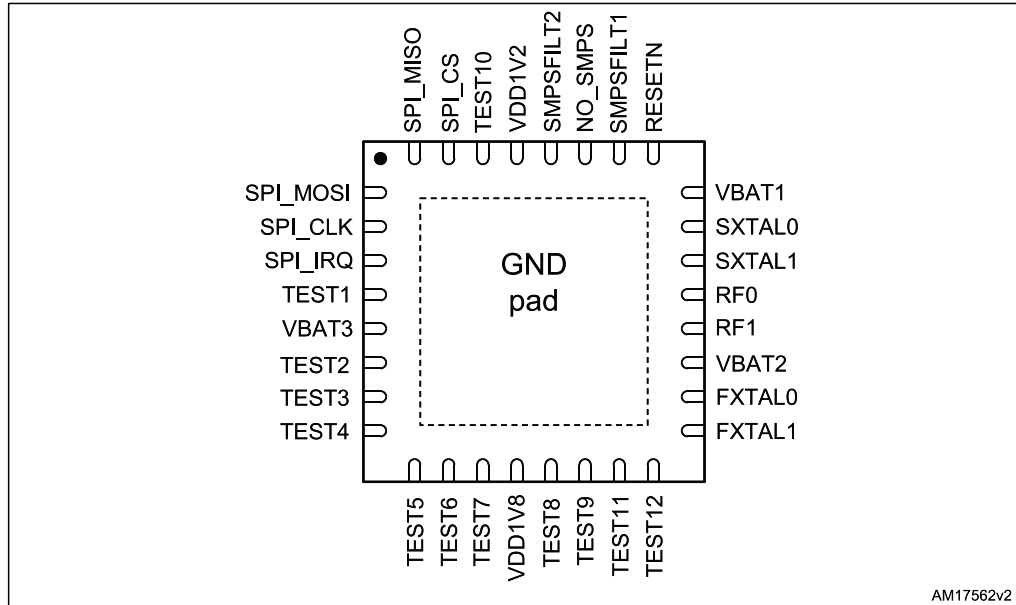 SPI_MISO
SPI_CS
TEST10
VDD1V2
SMPSFILT2
NO_SMPS
SMPSFILT1
RESETN
SPI_MOSI
SPI_CLK
SPI_IRQ
TEST1
VBAT3
TEST2
TEST3
TEST4
GND
pad
VBAT1
SXTAL0
SXTAL1
RF0
RF1
VBAT2
FXTAL0
FXTAL1
TEST5
TEST6
TEST7
VDD1V8
TEST8
TEST9
TEST11
TEST12
AM17562v2